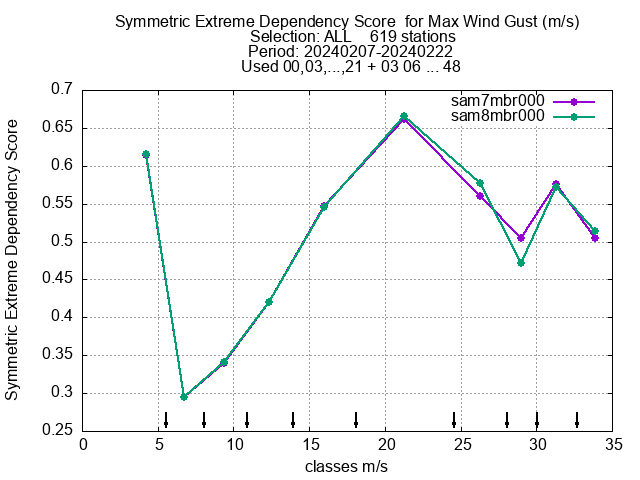 Symmetric Extreme Dependency Score  for Max Wind Gust (m/s)
Selection: ALL    619 stations
Period: 20240207-20240222
Used 00,03,...,21 + 03 06 ... 48
sam7mbr000
sam8mbr000
Symmetric Extreme Dependency Score
0.7
0.65
0.6
0.55
0.5
0.45
0.4
0.35
0.3
0.25
0 5 10 15 20 25 30 35
classes m/s